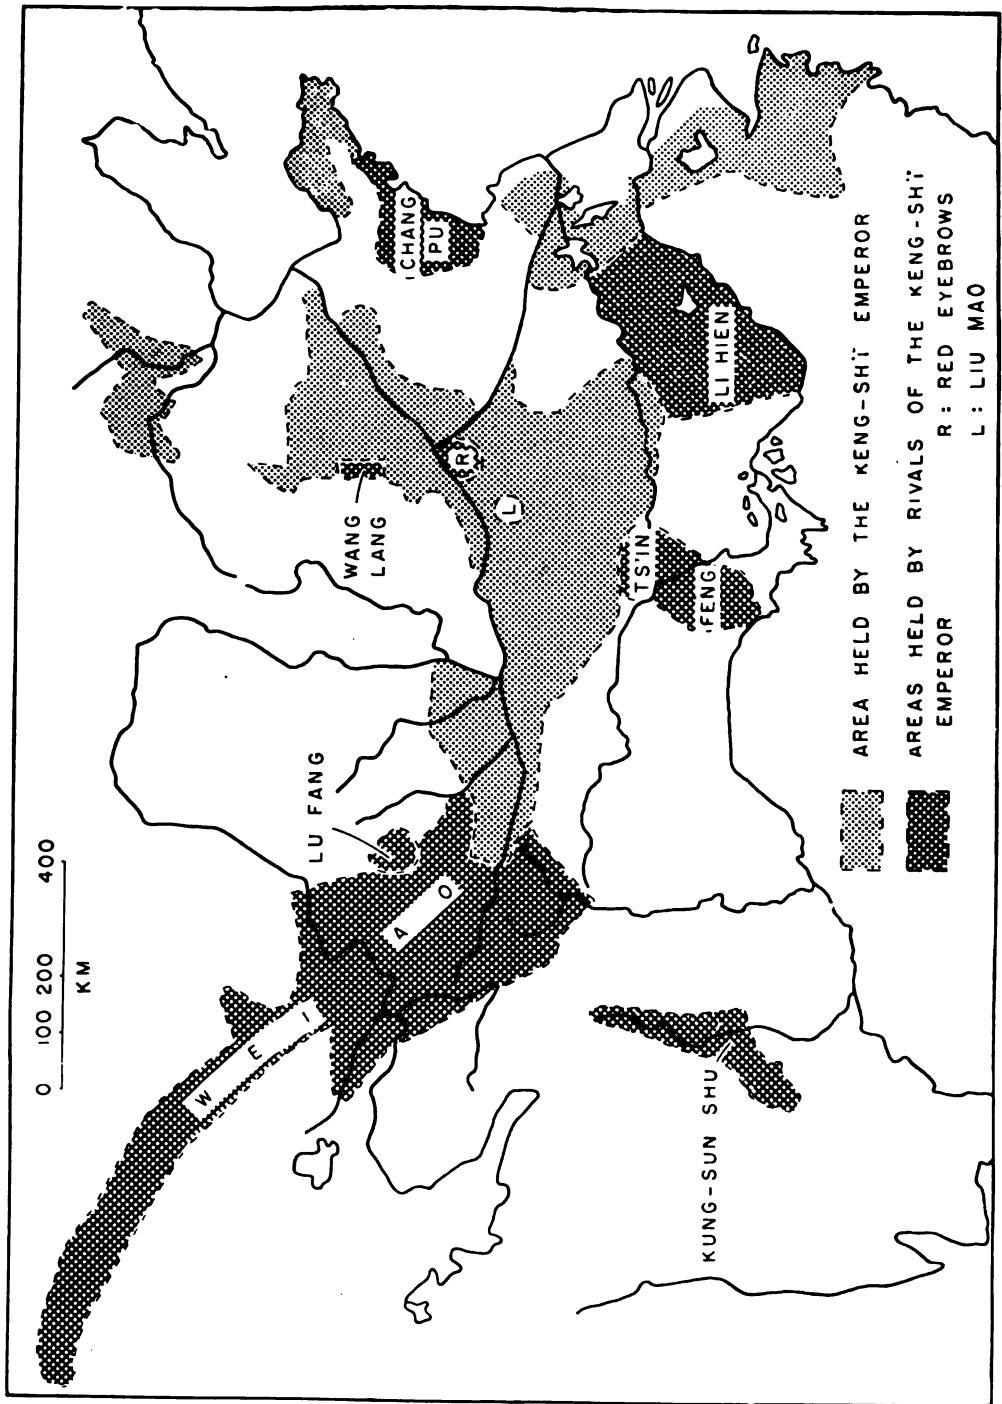 0 100 200 400
KM
WEI AO
LU FANG
WANG
LANG
CHANG
PU
R
L
TS'IN
FENG
LI HIEN
KUNG-SUN SHU
AREA HELD BY THE KENG-SHÏ EMPEROR
AREAS HELD BY RIVALS OF THE KENG-SHÏ
EMPEROR
R: RED EYEBROWS
L: LIU MAO